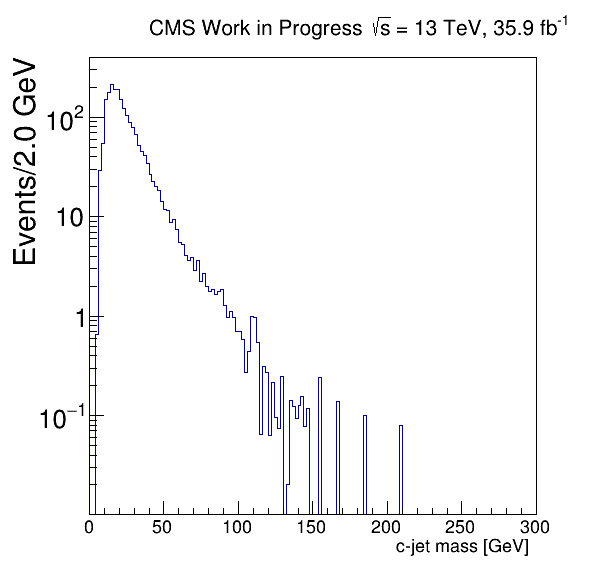 CMS Work in Progress √s = 13 TeV, 35.9 fb⁻¹
Events/2.0 GeV
10²
10
1
10⁻¹
0 50 100 150 200 250 300
c-jet mass [GeV]